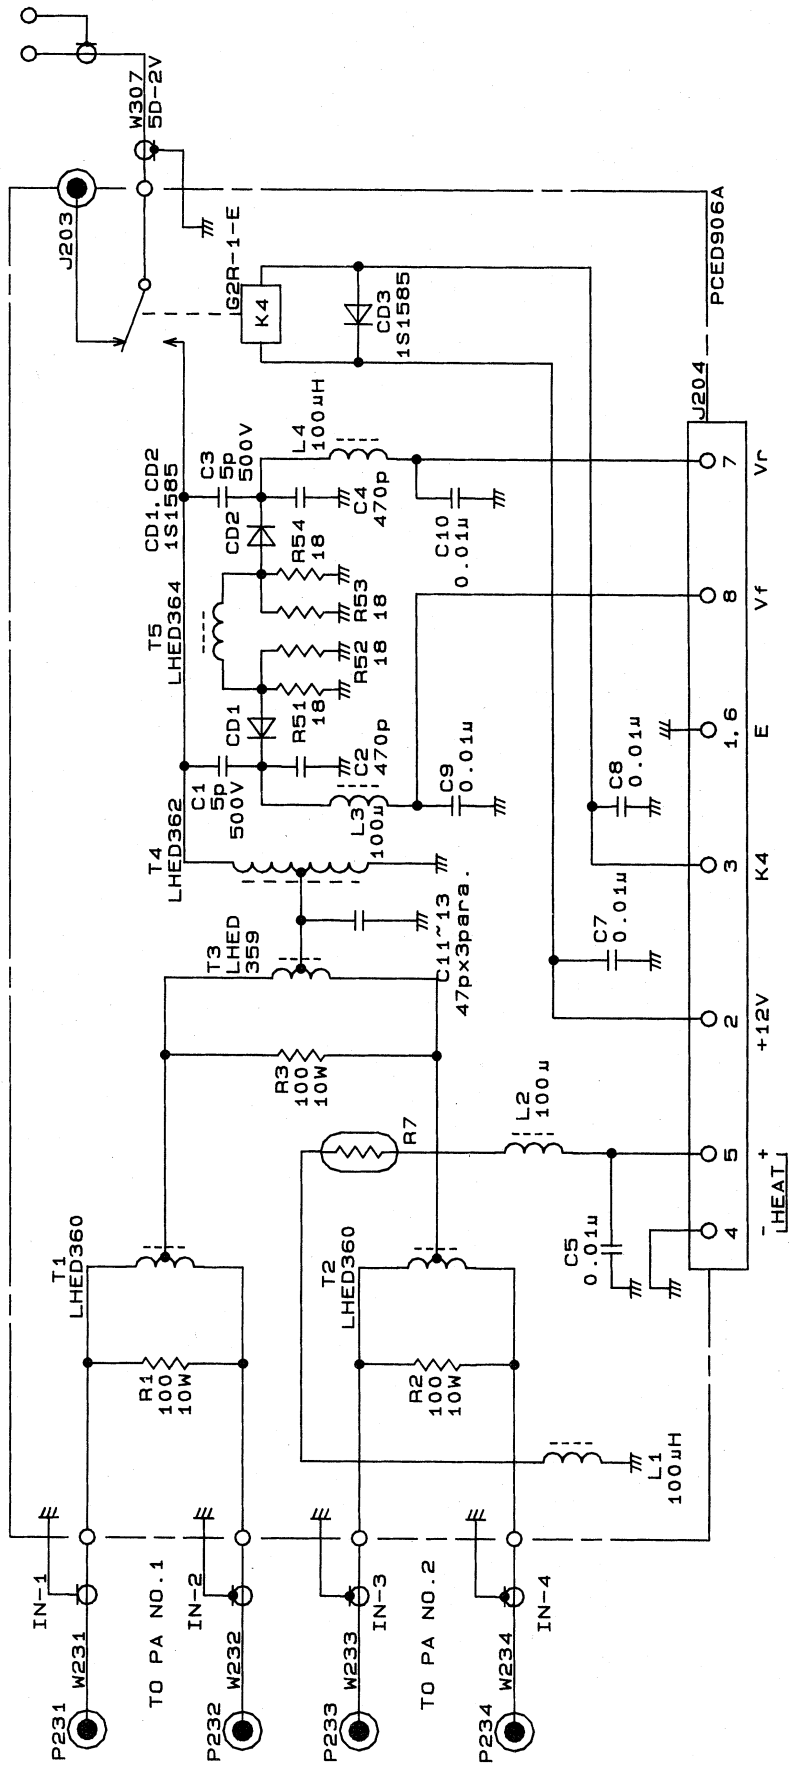 W307
5D-2V
J203
PCED906A
G2R-1-E
K4
CD3
1S1585
J204
CD1, CD2
1S1585
C3
5p
500V
L4
100μH
CD2
R54
18
C4
470p
C10
0.01μ
7
Vr
T5
LHED364
R53
18
R52
18
8
Vf
CD1
R51
18
C2
470p
C1
5p
500V
L3
100μ
C9
0.01μ
1,6
E
C8
0.01μ
T4
LHED362
3
K4
T3
LHED
359
C11~13
47px3para.
C7
0.01μ
2
+12V
R3
100
10W
R7
L2
100μ
5
+
T1
LHED360
T2
LHED360
C5
0.01μ
4
-
HEAT
R1
100
10W
R2
100
10W
L1
100μH
IN-1
W231
P231
TO PA NO.1
IN-2
W232
P232
IN-3
W233
P233
TO PA NO.2
IN-4
W234
P234